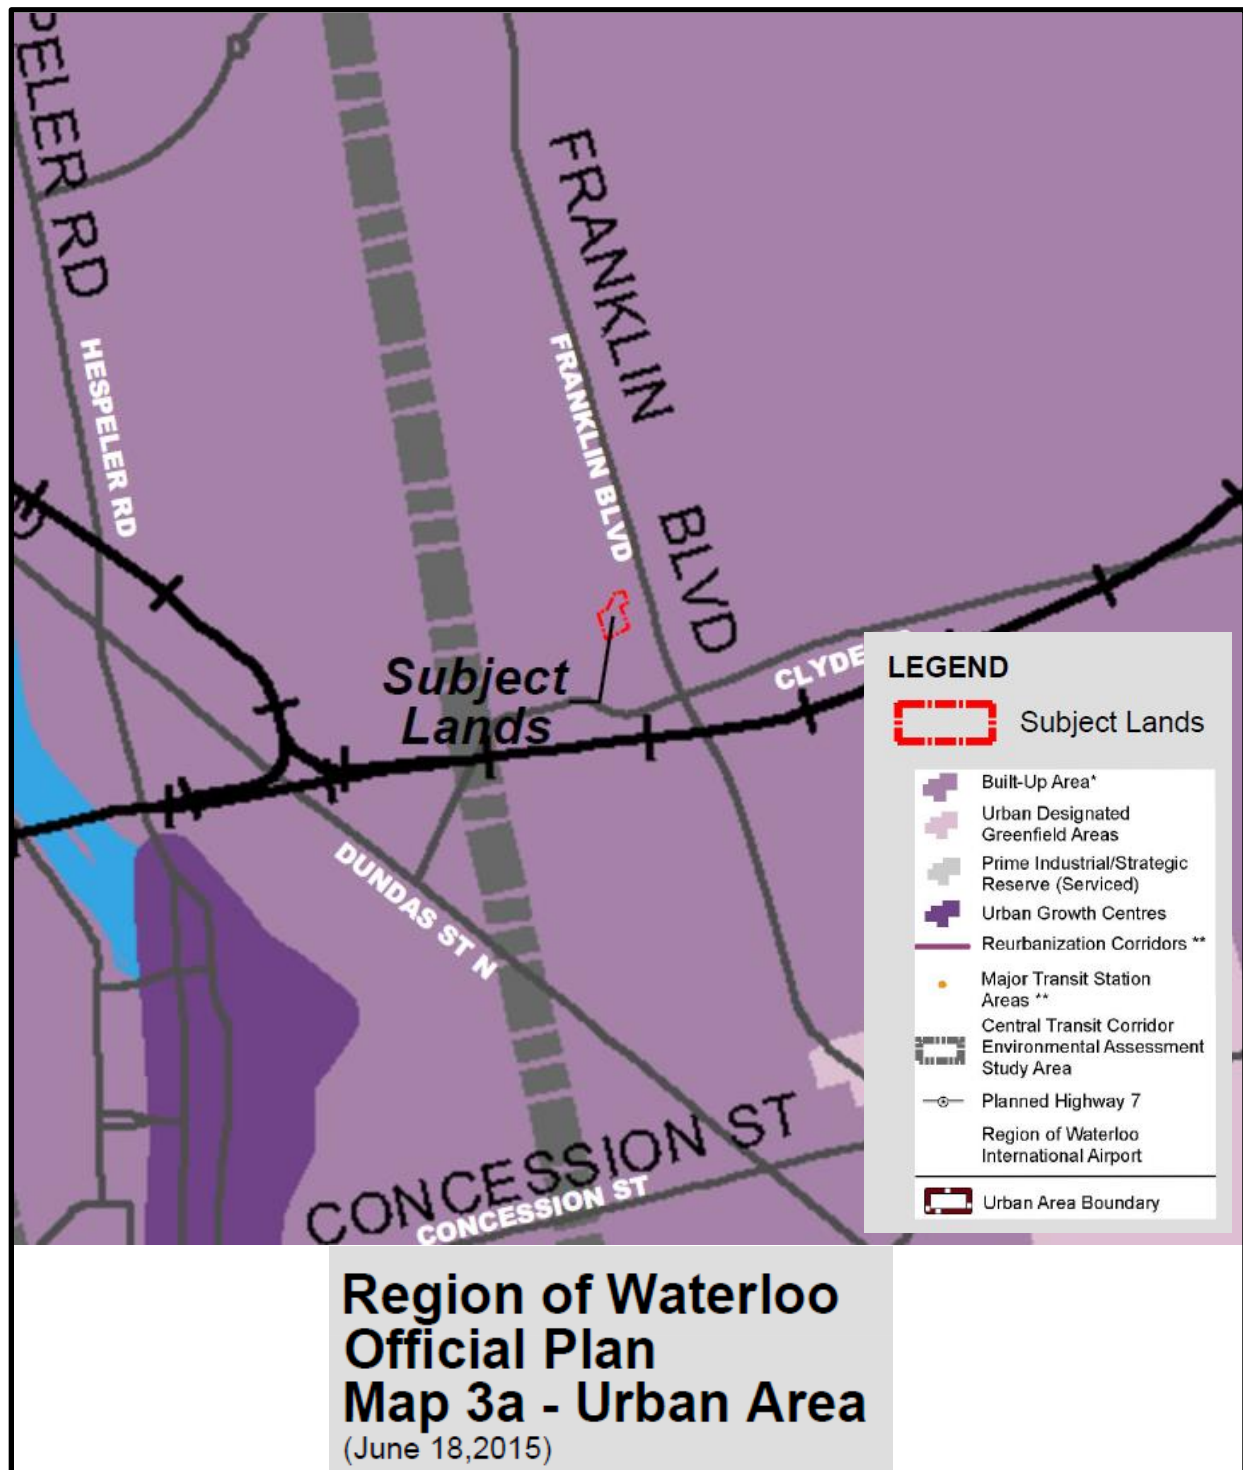 PELER RD
FRANKLIN BLVD
HESPELER RD
FRANKLIN BLVD
Subject
Lands
CLYDE
DUNDAS ST N
CONCESSION ST
CONCESSION ST
LEGEND
Subject Lands
Built-Up Area*
Urban Designated
Greenfield Areas
Prime Industrial/Strategic
Reserve (Serviced)
Urban Growth Centres
Reurbanization Corridors **
Major Transit Station
Areas **
Central Transit Corridor
Environmental Assessment
Study Area
Planned Highway 7
Region of Waterloo
International Airport
Urban Area Boundary
Region of Waterloo
Official Plan
Map 3a - Urban Area
(June 18,2015)